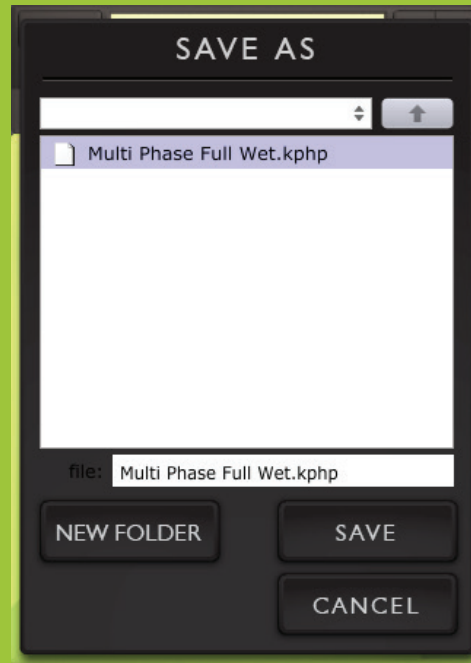 SAVE AS
Multi Phase Full Wet.kphp
file: Multi Phase Full Wet.kphp
NEW FOLDER SAVE
CANCEL